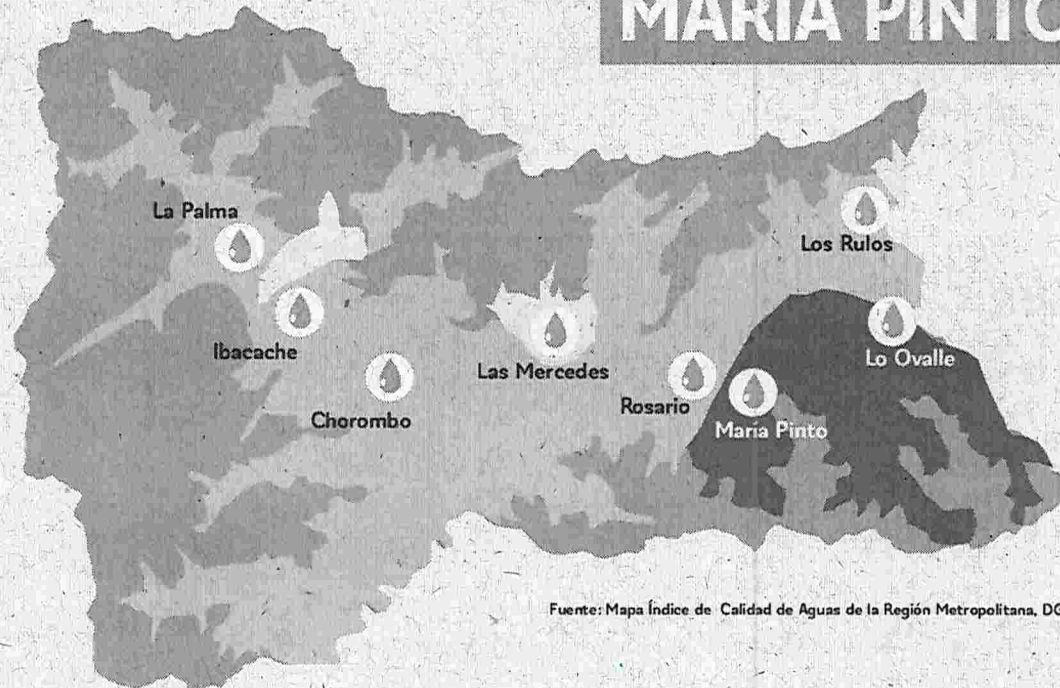 MARÍA PINTO
La Palma
Los Rulos
Ibacache
Lo Ovalle
Las Mercedes
Chorombo
Rosario
María Pinto
Fuente: Mapa Índice de Calidad de Aguas de la Región Metropolitana,